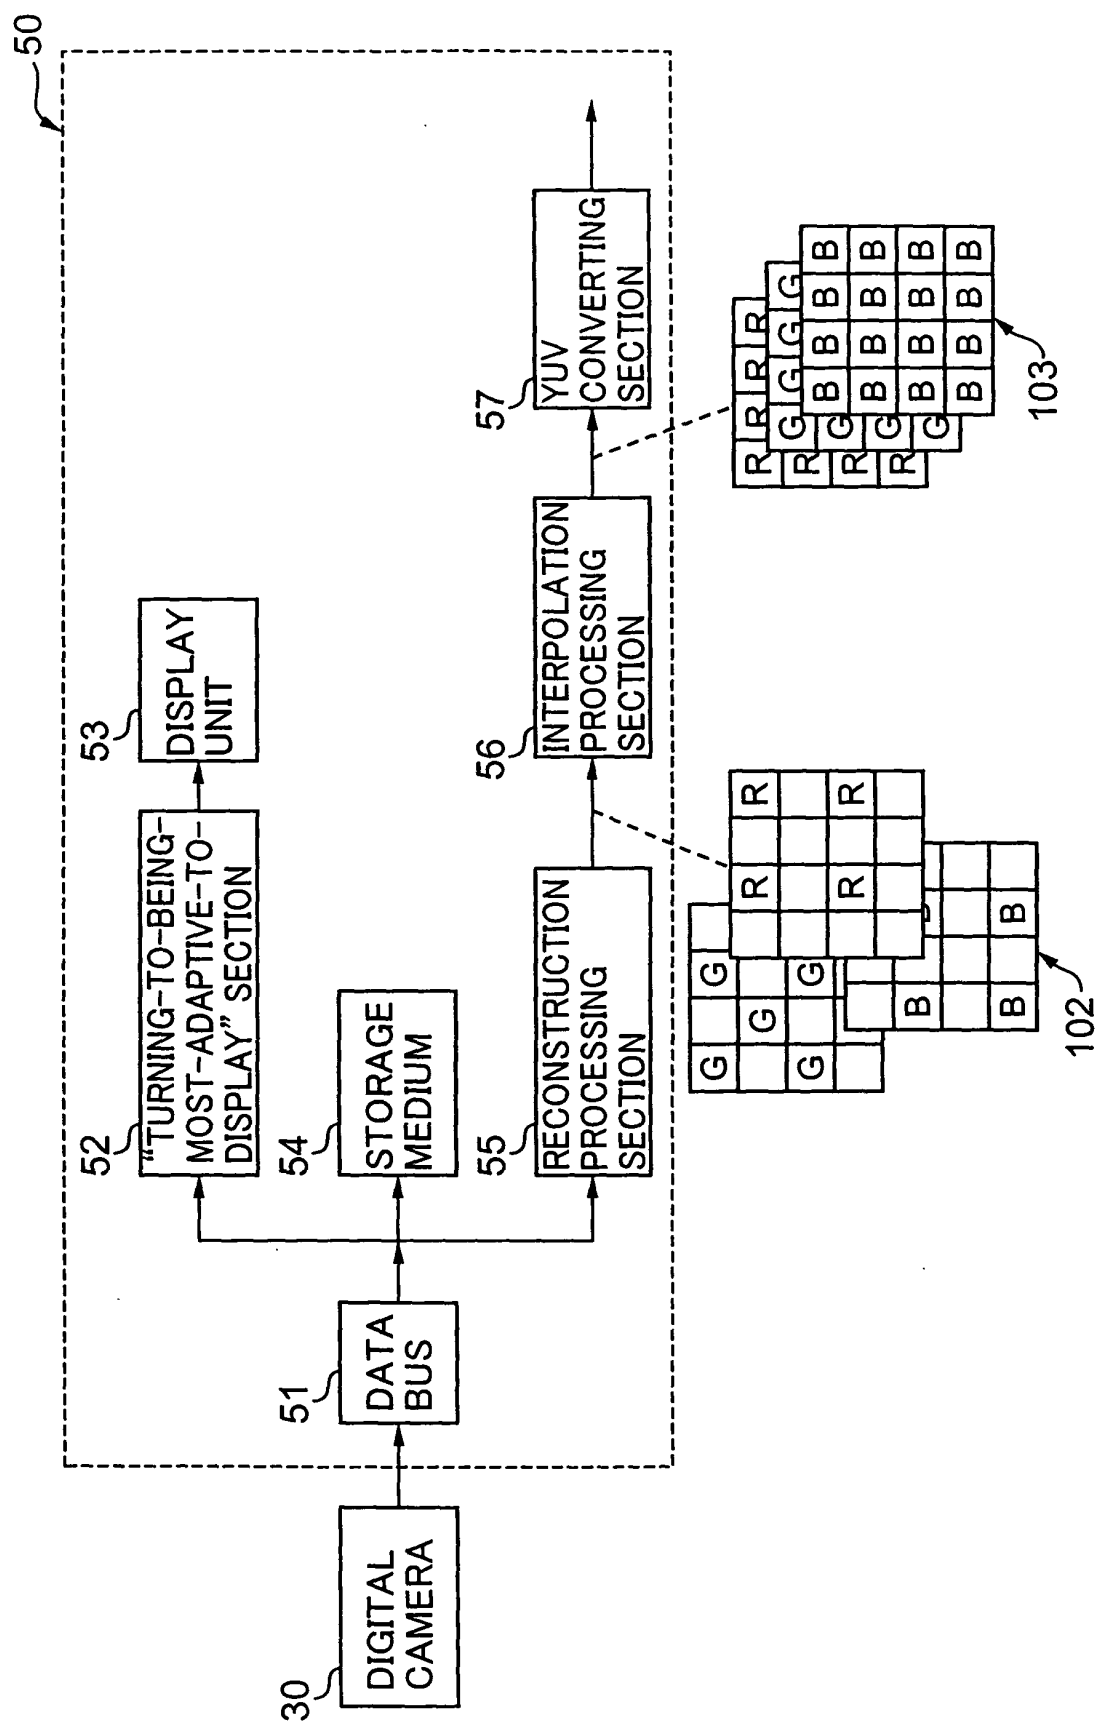 50
52
"TURNING-TO-BEING-
MOST-ADAPTIVE-TO-
DISPLAY" SECTION
53
DISPLAY
UNIT
30
DIGITAL
CAMERA
51
DATA
BUS
54
STORAGE
MEDIUM
55
RECONSTRUCTION
PROCESSING
SECTION
56
INTERPOLATION
PROCESSING
SECTION
57
YUV
CONVERTING
SECTION
G G
G
G G
R R
R R
B
B B
102
R R R R
R
R
R
G G G G
G
G
G
B B B B
B B B B
B B B B
B B B B
103